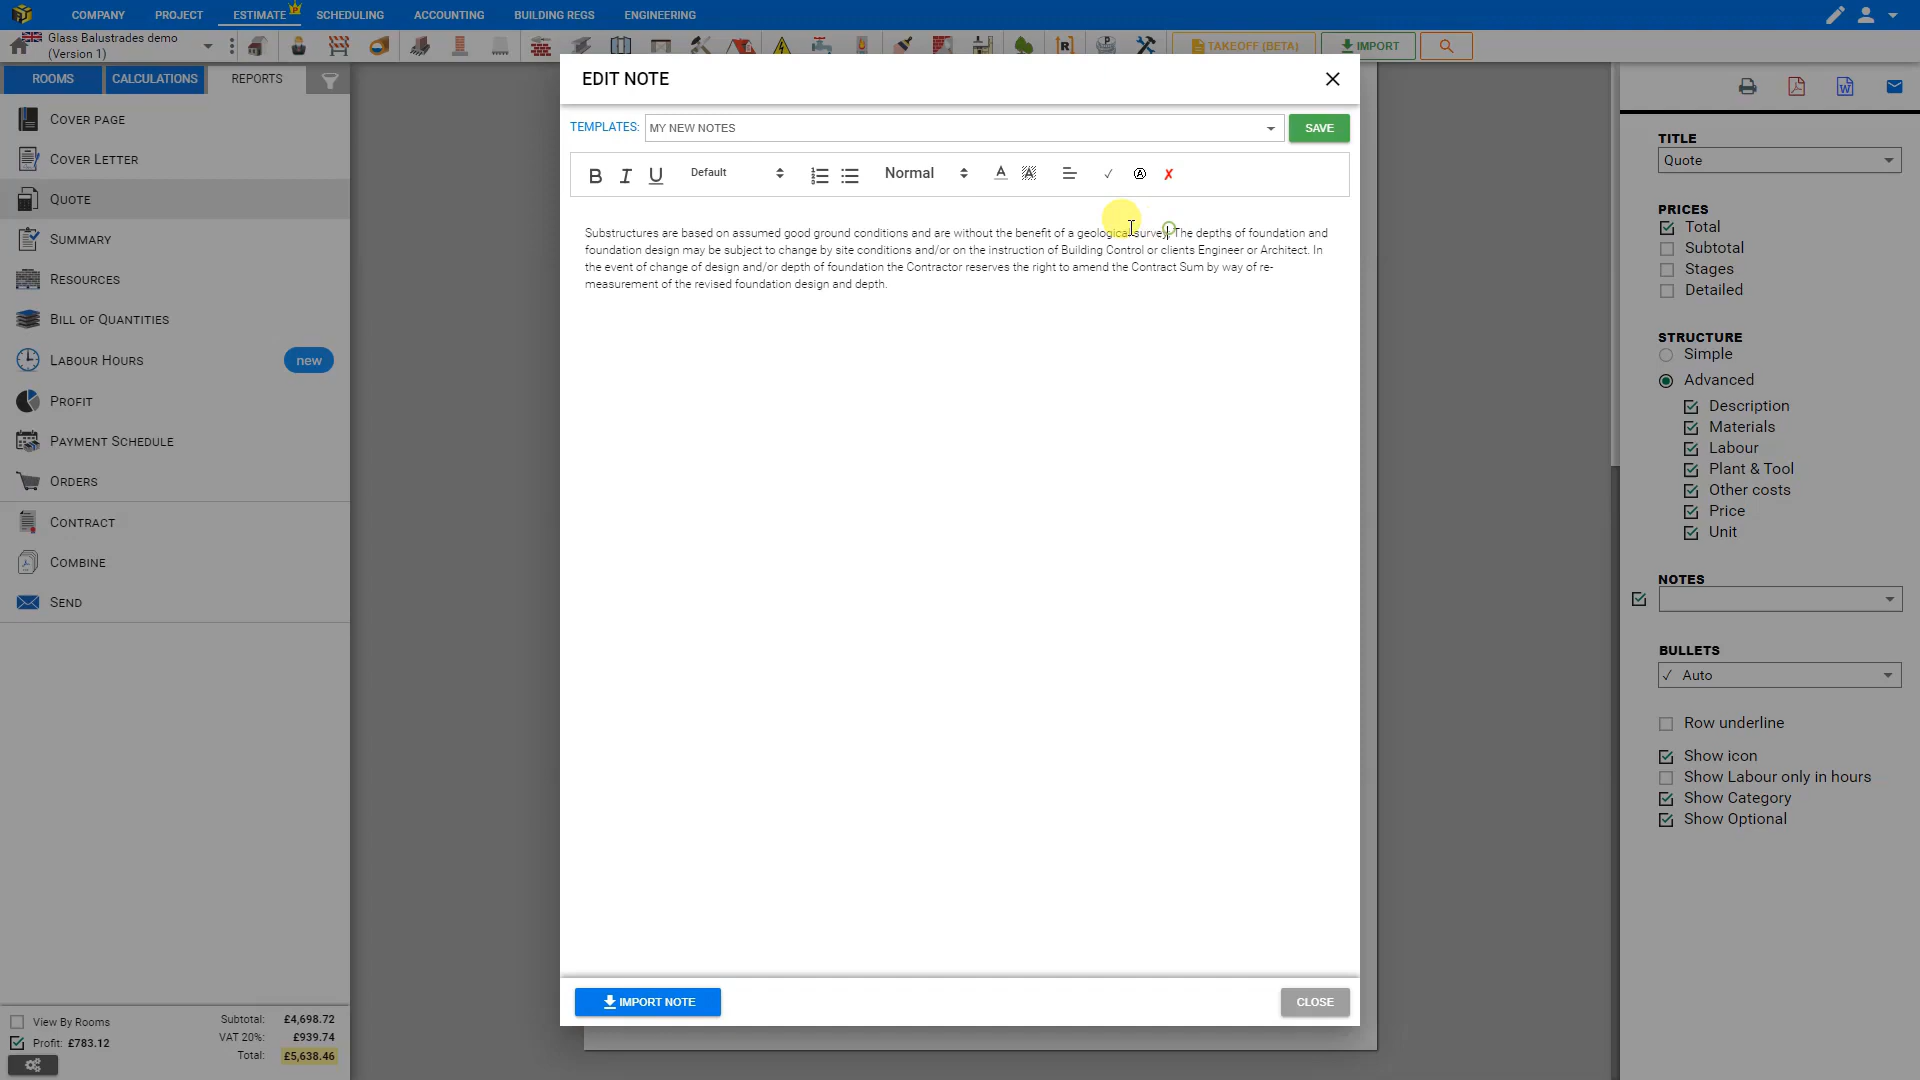 COMPANY PROJECT ESTIMATE SCHEDULING ACCOUNTING BUILDING REGS ENGINEERING
Glass Balustrades demo
(Version 1)
TAKEOFF (BETA) IMPORT
ROOMS CALCULATIONS REPORTS
COVER PAGE
COVER LETTER
QUOTE
SUMMARY
RESOURCES
BILL OF QUANTITIES
LABOUR HOURS new
PROFIT
PAYMENT SCHEDULE
ORDERS
CONTRACT
COMBINE
SEND
View By Rooms
Profit: £783.12
Subtotal: £4,698.72
VAT 20%: £939.74
Total: £5,638.46
EDIT NOTE
TEMPLATES: MY NEW NOTES SAVE
B I U Default Normal A A
Substructures are based on assumed good ground conditions and are without the benefit of a geological survey. The depths of foundation and
foundation design may be subject to change by site conditions and/or on the instruction of Building Control or clients Engineer or Architect. In
the event of change of design and/or depth of foundation the Contractor reserves the right to amend the Contract Sum by way of re-
measurement of the revised foundation design and depth.
IMPORT NOTE CLOSE
TITLE
Quote
PRICES
Total
Subtotal
Stages
Detailed
STRUCTURE
Simple
Advanced
Description
Materials
Labour
Plant & Tool
Other costs
Price
Unit
NOTES
BULLETS
✓ Auto
Row underline
Show icon
Show Labour only in hours
Show Category
Show Optional